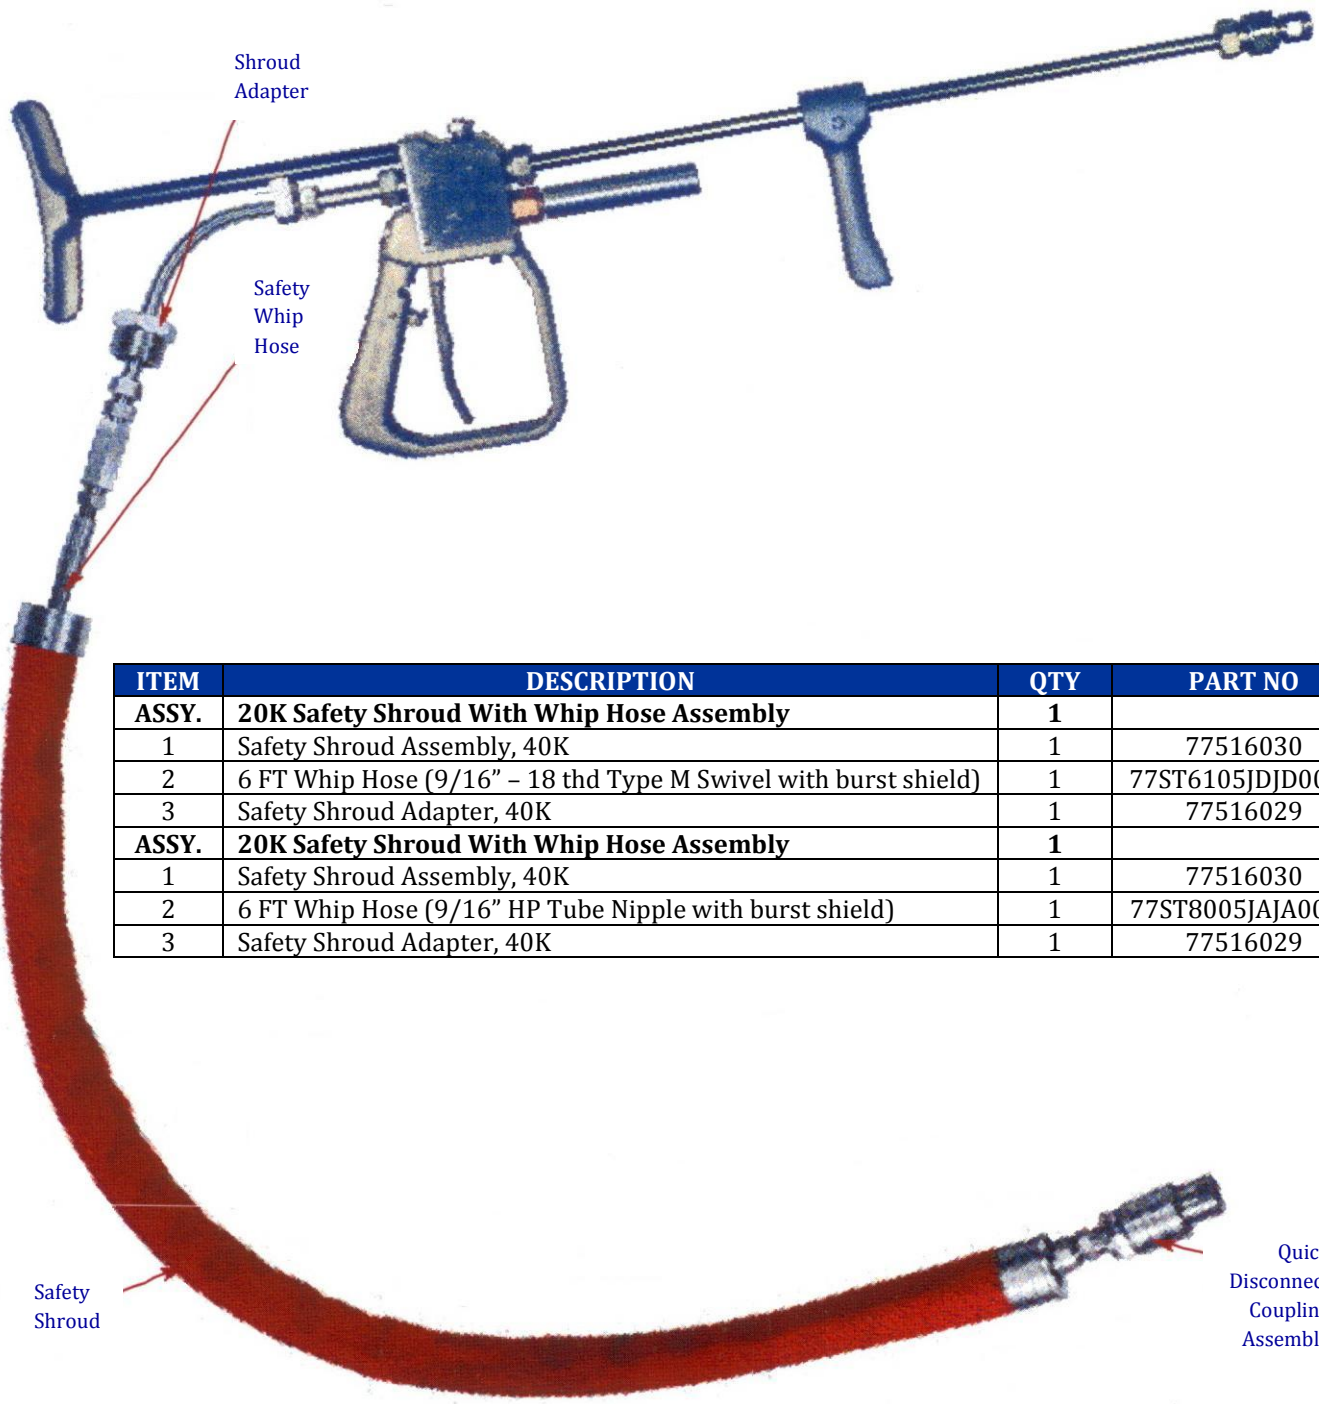 Shroud
Adapter
Safety
Whip
Hose
ITEM DESCRIPTION QTY PART NO
ASSY. 20K Safety Shroud With Whip Hose Assembly 1
1 Safety Shroud Assembly, 40K 1 77516030
2 6 FT Whip Hose (9/16” – 18 thd Type M Swivel with burst shield) 1
3 Safety Shroud Adapter, 40K 1 77516029
ASSY. 20K Safety Shroud With Whip Hose Assembly 1
1 Safety Shroud Assembly, 40K 1 77516030
2 6 FT Whip Hose (9/16” HP Tube Nipple with burst shield) 1
3 Safety Shroud Adapter, 40K 1 77516029
Safety
Shroud
Quic
Disconnec
Couplin
Assembl